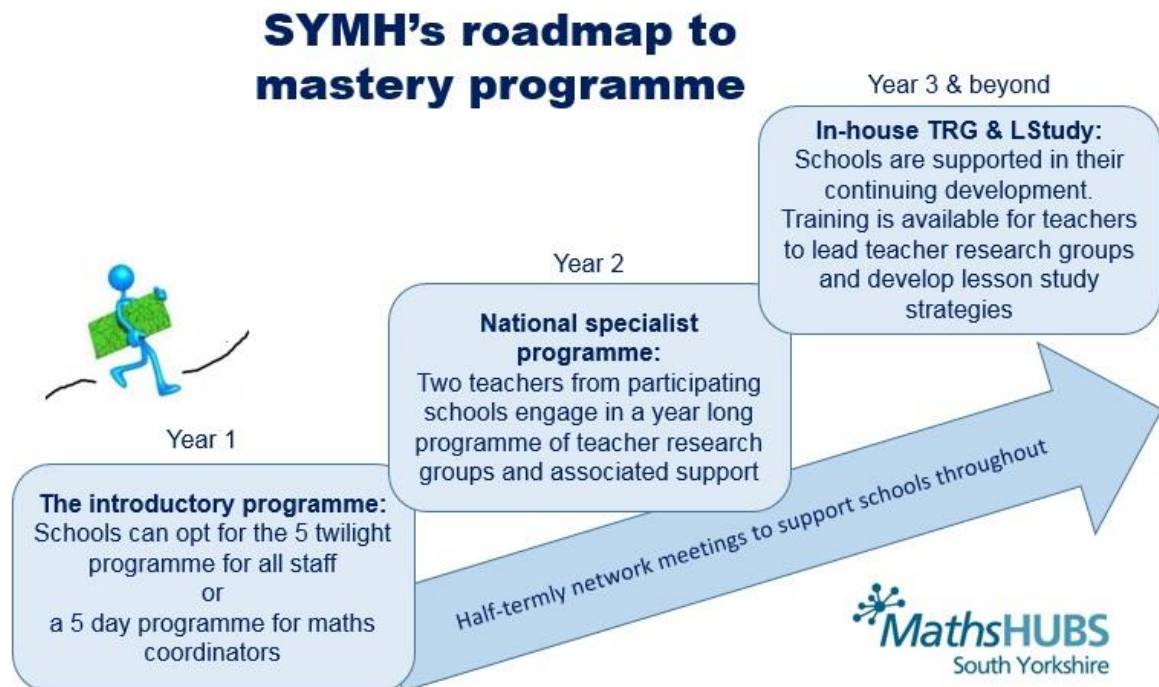 SYMH's roadmap to
mastery programme
Year 1
The introductory programme:
Schools can opt for the 5 twilight
programme for all staff
or
a 5 day programme for maths
coordinators
Year 2
National specialist
programme:
Two teachers from participating
schools engage in a year long
programme of teacher research
groups and associated support
Year 3 & beyond
In-house TRG & LStudy:
Schools are supported in their
continuing development.
Training is available for teachers
to lead teacher research groups
and develop lesson study
strategies
Half-termly network meetings to support schools throughout
MathsHUBS
South Yorkshire